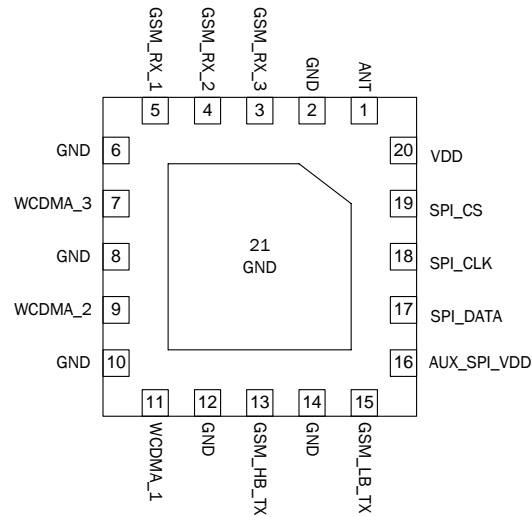 GSM_RX_1
GSM_RX_2
GSM_RX_3
GND
ANT
5
4
3
2
1
GND
6
20
VDD
WCDMA_3
7
19
SPI_CS
21
GND
GND
8
18
SPI_CLK
WCDMA_2
9
17
SPI_DATA
GND
10
16
AUX_SPI_VDD
11
12
13
14
15
WCDMA_1
GND
GSM_HB_TX
GND
GSM_LB_TX